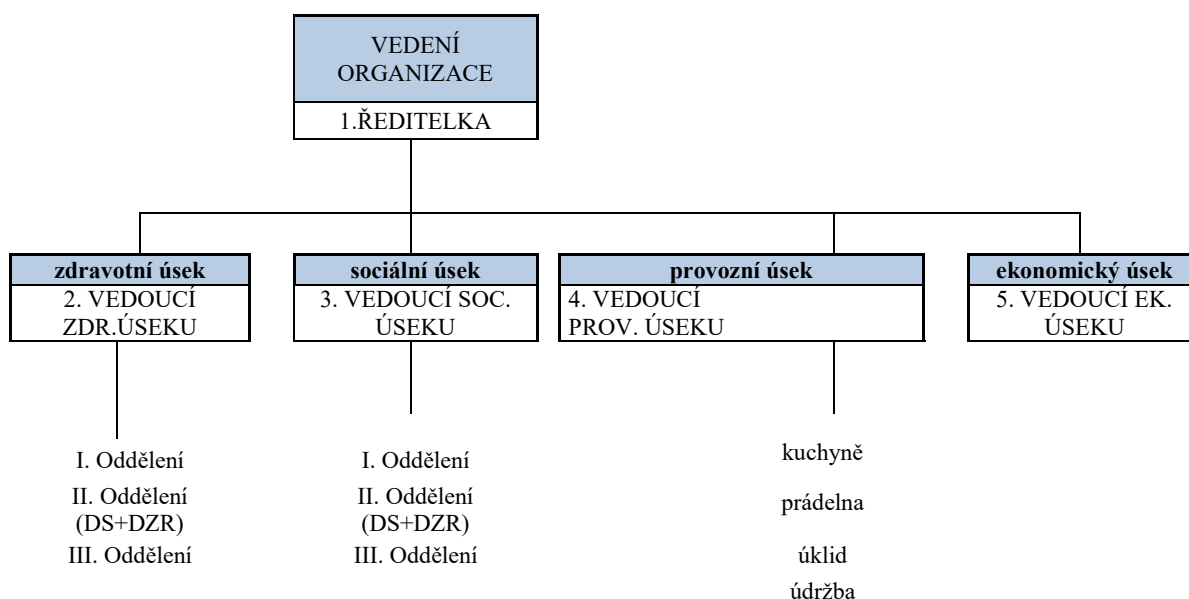 VEDENÍ
ORGANIZACE
1.ŘEDITELKA
zdravotní úsek
2. VEDOUCÍ
ZDR.ÚSEKU
sociální úsek
3. VEDOUCÍ SOC.
ÚSEKU
provozní úsek
4. VEDOUCÍ
PROV. ÚSEKU
ekonomický úsek
5. VEDOUCÍ EK.
ÚSEKU
I. Oddělení
II. Oddělení
(DS+DZR)
III. Oddělení
I. Oddělení
II. Oddělení
(DS+DZR)
III. Oddělení
kuchyně
prádelna
úklid
údržba